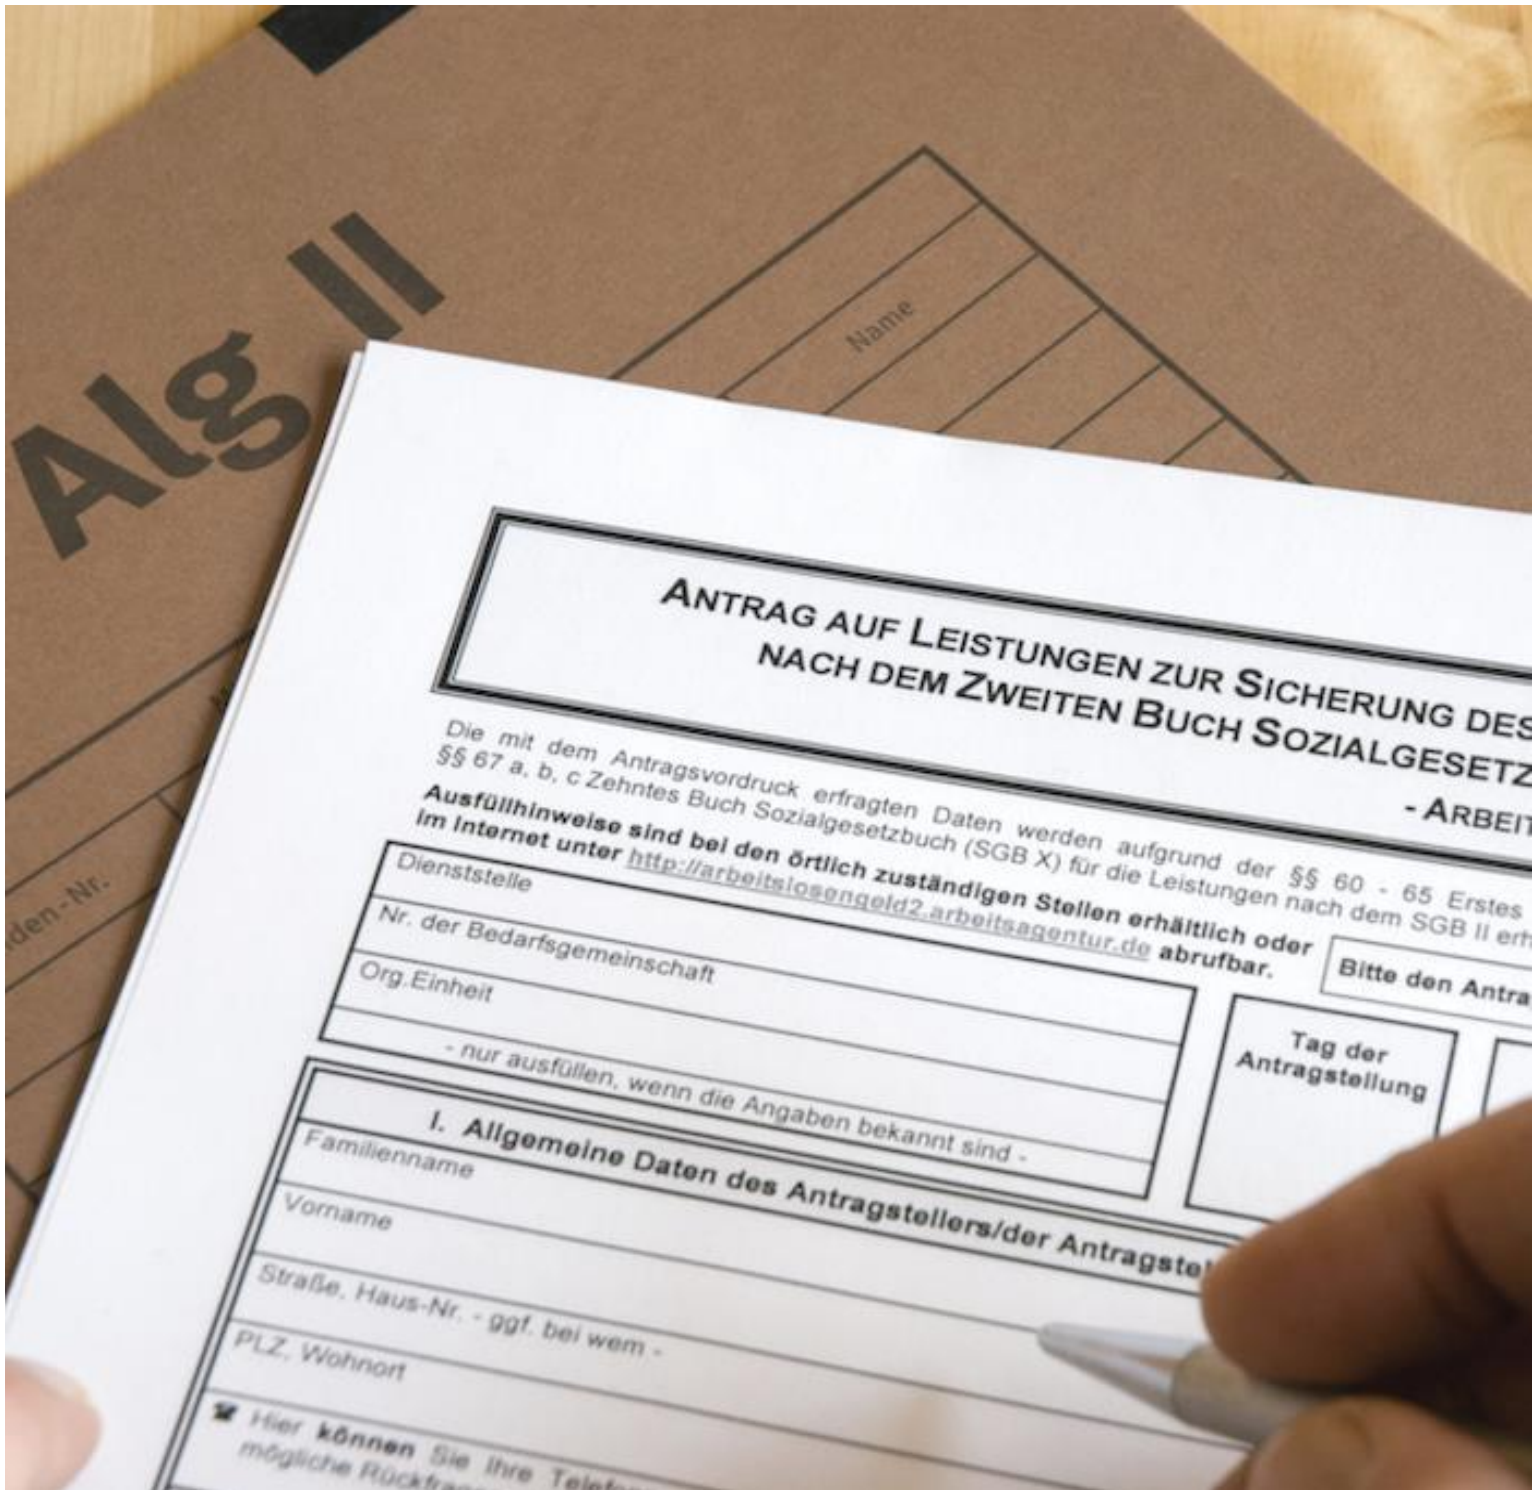 Alg II
Name
den-Nr.
ANTRAG AUF LEISTUNGEN ZUR SICHERUNG DES
NACH DEM ZWEITEN BUCH SOZIALGESETZ
- ARBEIT
Die mit dem Antragsvordruck erfragten Daten werden aufgrund der §§ 60 - 65 Erstes
§§ 67 a, b, c Zehntes Buch Sozialgesetzbuch (SGB X) für die Leistungen nach dem SGB II erh
Ausfüllhinweise sind bei den örtlich zuständigen Stellen erhältlich oder
im Internet unter http://arbeitslosengeld2.arbeitsagentur.de abrufbar.
Bitte den Antra
Dienststelle
Nr. der Bedarfsgemeinschaft
Org.Einheit
- nur ausfüllen, wenn die Angaben bekannt sind -
Tag der
Antragstellung
I. Allgemeine Daten des Antragstellers/der Antragstel
Familienname
Vorname
Straße, Haus-Nr. - ggf. bei wem -
PLZ, Wohnort
☎ Hier können Sie Ihre Telefo
mögliche Rückfrag